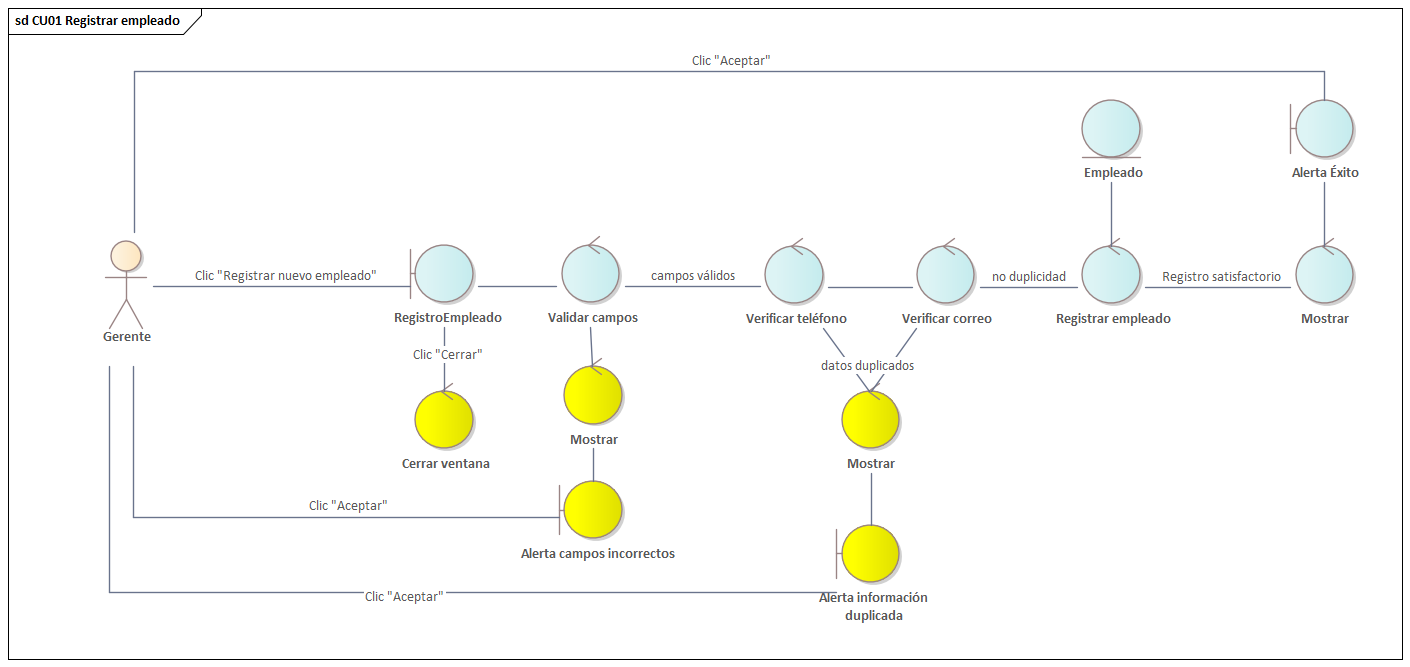 sd CU01 Registrar empleado
Clic "Aceptar"
Empleado
Alerta Éxito
Clic "Registrar nuevo empleado"
campos válidos
no duplicidad
Registro satisfactorio
RegistroEmpleado
Validar campos
Verificar teléfono
Verificar correo
Registrar empleado
Mostrar
Gerente
Clic "Cerrar"
datos duplicados
Mostrar
Cerrar ventana
Mostrar
Clic "Aceptar"
Alerta campos incorrectos
Clic "Aceptar"
Alerta información
duplicada